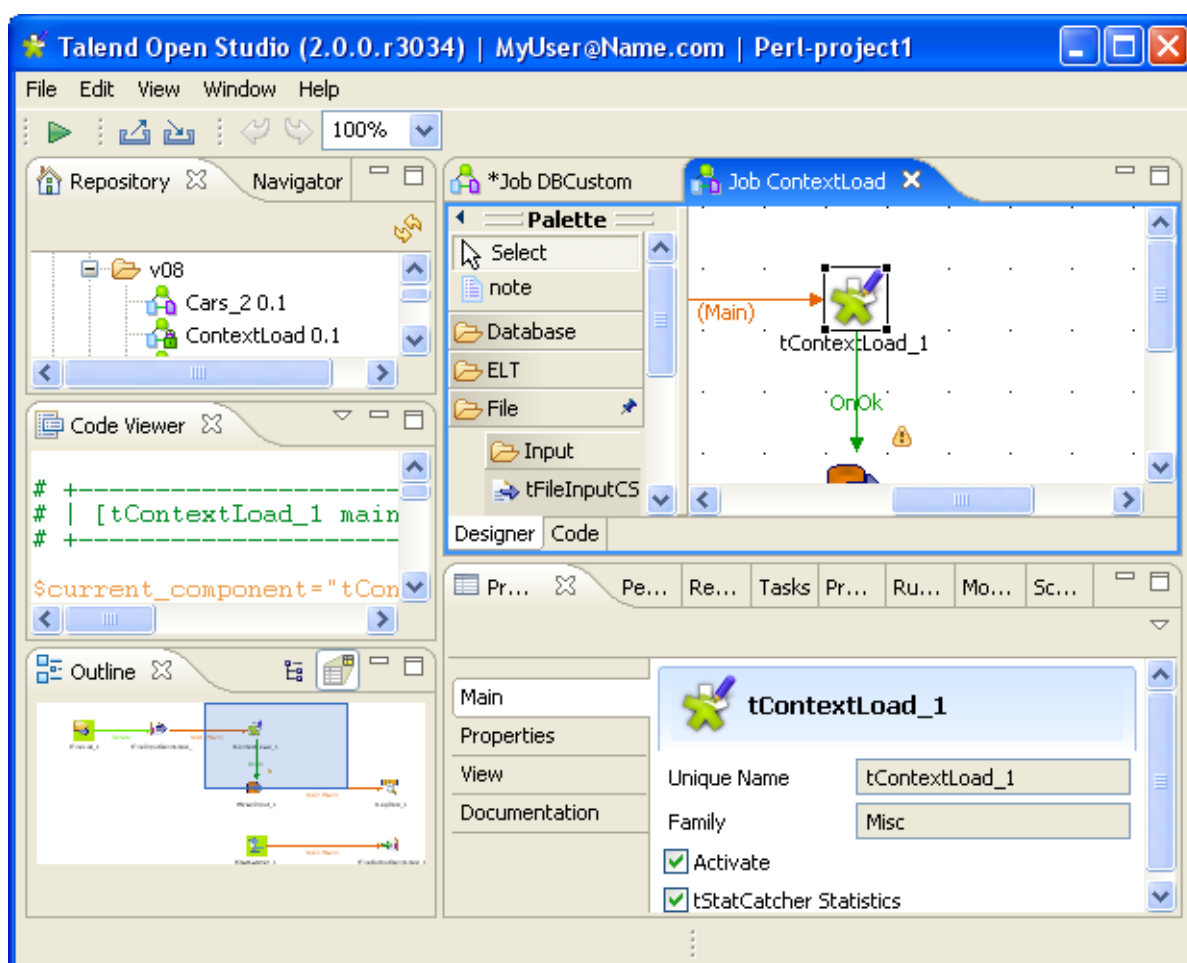 Talend Open Studio (2.0.0.r3034) | MyUser@Name.com | Perl-project1
File Edit View Window Help
100%
Repository Navigator
v08
Cars_2 0.1
ContextLoad 0.1
*Job DBCustom Job ContextLoad
Palette
Select
note
Database
ELT
File
Input
tFileInputCS
(Main)
tContextLoad_1
OnOk
Designer Code
Code Viewer
# +--------------------
# | [tContextLoad_1 main
# +--------------------
$current_component="tCon
Outline
Pr... Pe... Re... Tasks Pr... Ru... Mo... Sc...
Main
Properties
View
Documentation
tContextLoad_1
Unique Name tContextLoad_1
Family Misc
Activate
tStatCatcher Statistics